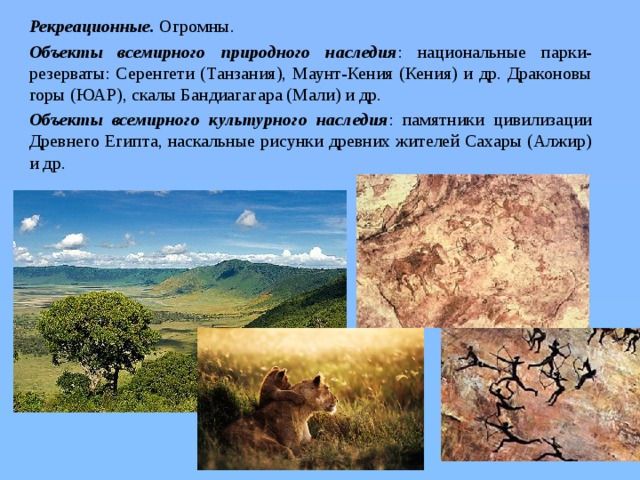 Рекреационные. Огромны.
Объекты всемирного природного наследия: национальные парки-
резерваты: Серенгети (Танзания), Маунт-Кения (Кения) и др. Драконовы
горы (ЮАР), скалы Бандиагагара (Мали) и др.
Объекты всемирного культурного наследия: памятники цивилизации
Древнего Египта, наскальные рисунки древних жителей Сахары (Алжир)
и др.